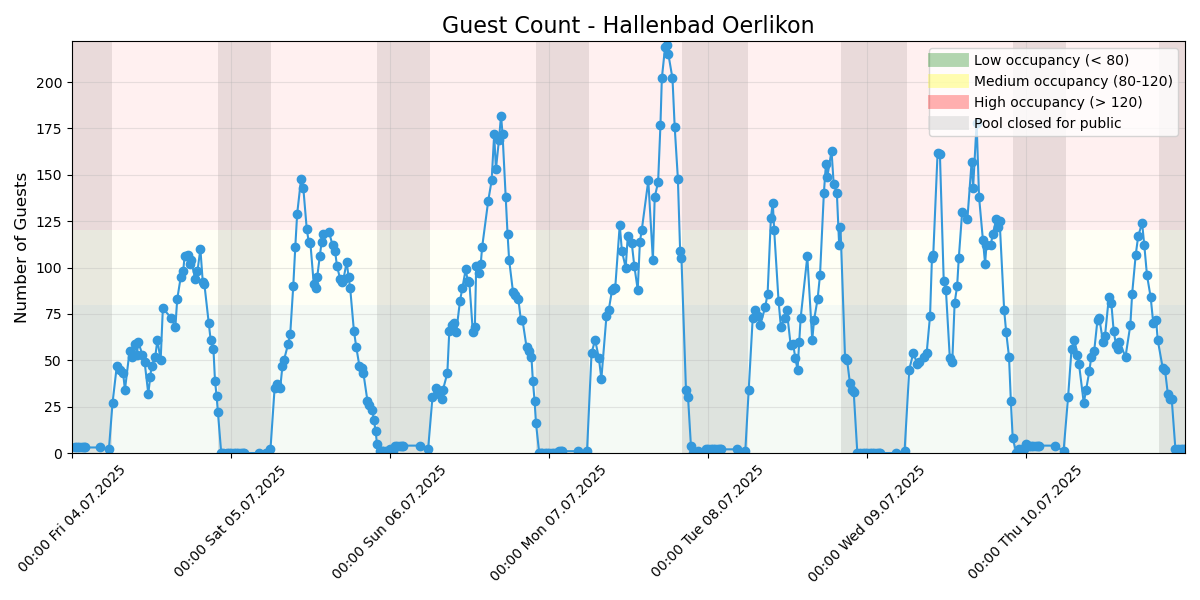 Guest Count - Hallenbad Oerlikon
Number of Guests
200
175
150
125
100
75
50
25
0
Low occupancy (< 80)
Medium occupancy (80-120)
High occupancy (> 120)
Pool closed for public
00:00 Fri 04.07.2025
00:00 Sat 05.07.2025
00:00 Sun 06.07.2025
00:00 Mon 07.07.2025
00:00 Tue 08.07.2025
00:00 Wed 09.07.2025
00:00 Thu 10.07.2025